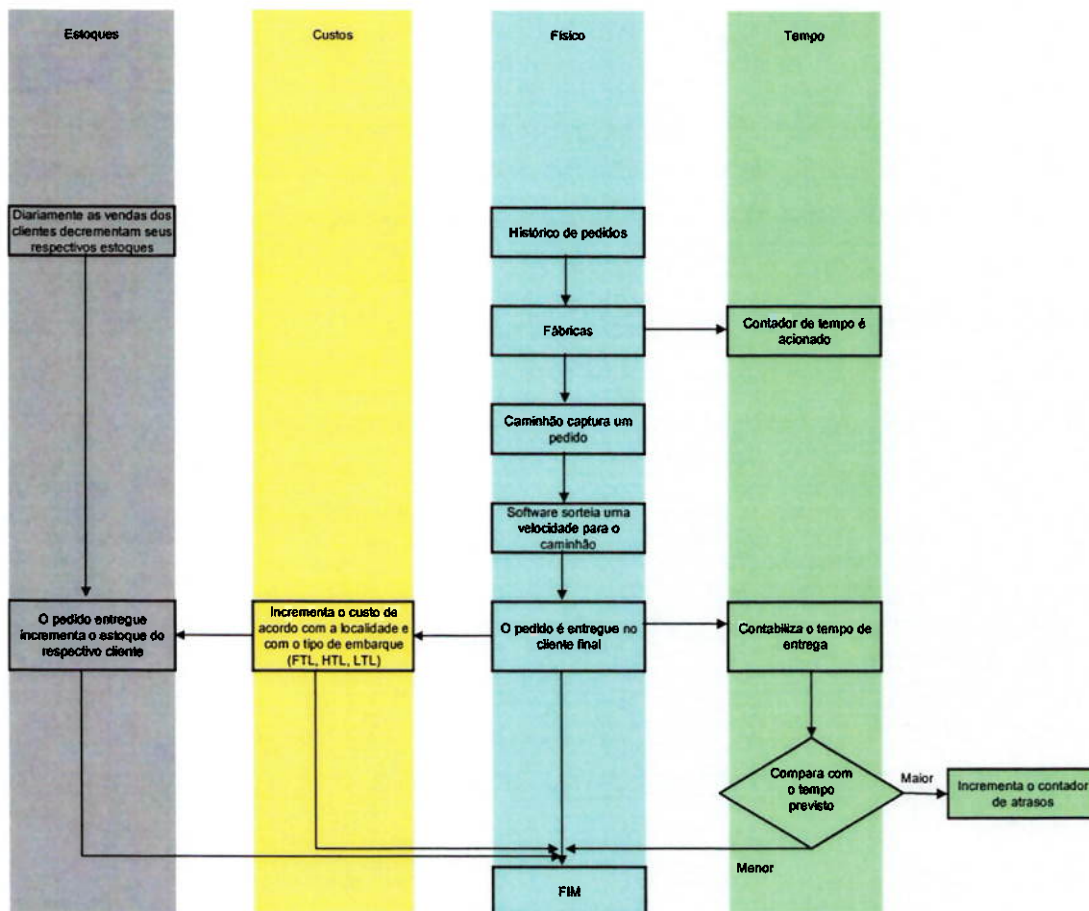 Estoques
Custos
Físico
Tempo
Diariamente as vendas dos
clientes decrementam seus
respectivos estoques
Histórico de pedidos
Fábricas
Contador de tempo é
acionado
Caminhão captura um
pedido
Software sorteia uma
velocidade para o
caminhão
O pedido entregue
incrementa o estoque do
respectivo cliente
Incrementa o custo de
acordo com a localidade e
com o tipo de embarque
(FTL, HTL, LTL)
O pedido é entregue no
cliente final
Contabiliza o tempo de
entrega
Compara com
o tempo
previsto
Maior
Incrementa o contador
de atrasos
Menor
FIM